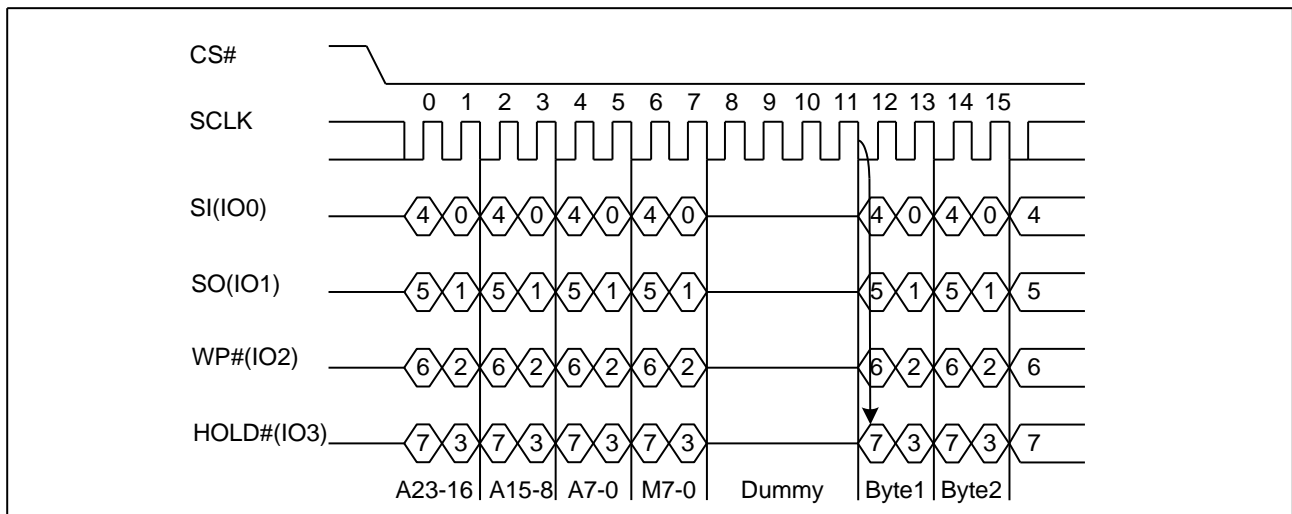 CS#
0 1 2 3 4 5 6 7 8 9 10 11 12 13 14 15
SCLK
SI(IO0) 4 0 4 0 4 0 4 0 4 0 4 0 4
SO(IO1) 5 1 5 1 5 1 5 1 5 1 5 1 5
WP#(IO2) 6 2 6 2 6 2 6 2 6 2 6 2 6
HOLD#(IO3) 7 3 7 3 7 3 7 3 7 3 7 3 7
A23-16 A15-8 A7-0 M7-0 Dummy Byte1 Byte2